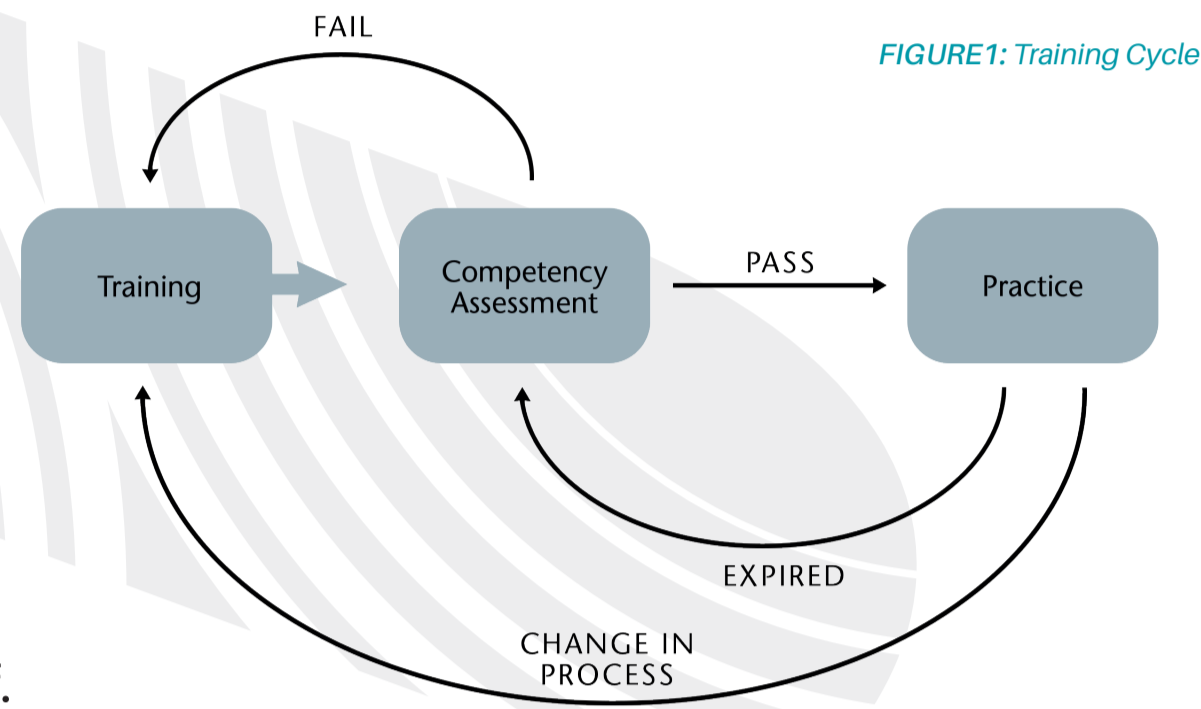 FAIL
FIGURE1: Training Cycle
Training
Competency
Assessment
PASS
Practice
EXPIRED
CHANGE IN
PROCESS